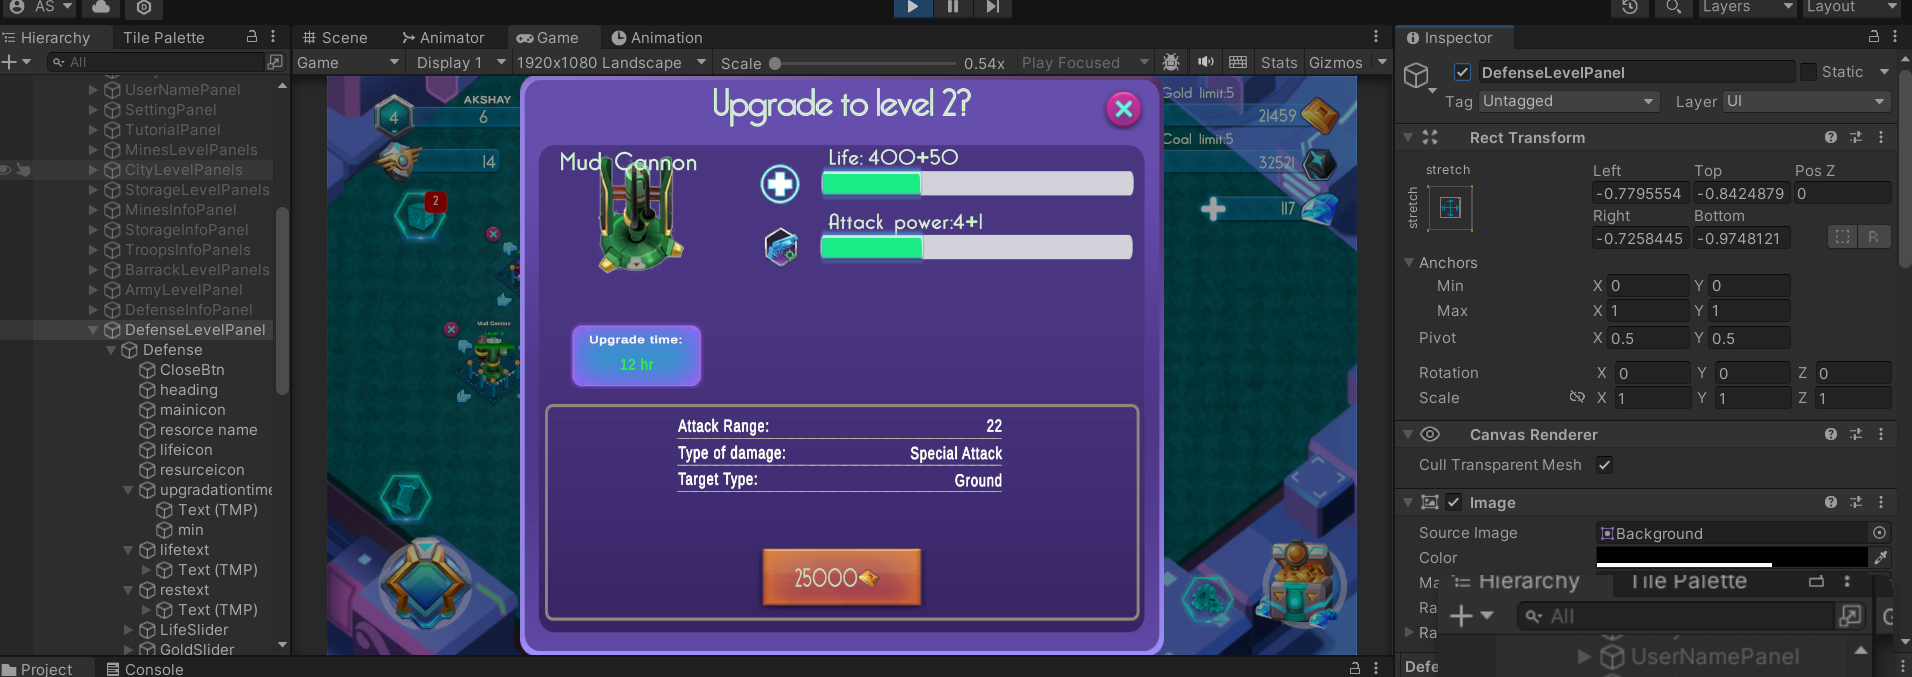 AS
Layers
Layout
Hierarchy
Tile Palette
All
UserNamePanel
SettingPanel
TutorialPanel
MinesLevelPanels
CityLevelPanels
StorageLevelPanels
MinesInfoPanel
StorageInfoPanel
TroopsInfoPanels
BarrackLevelPanels
ArmyLevelPanel
DefenseInfoPanel
DefenseLevelPanel
Defense
CloseBtn
heading
mainicon
resorce name
lifeicon
resurceicon
upgradationtime
Text (TMP)
min
lifetext
Text (TMP)
restext
Text (TMP)
LifeSlider
GoldSlider
Project
Console
Scene
Animator
Game
Animation
Game
Display 1
1920x1080 Landscape
Scale
0.54x
Play Focused
Stats
Gizmos
4
AKSHAY
6
14
2
Mud Cannon
Upgrade to level 2?
Mud Cannon
Life: 400+50
Attack power:4+1
Upgrade time:
12 hr
Attack Range: 22
Type of damage: Special Attack
Target Type: Ground
25000
Gold limit:5
21459
Coal limit:5
32521
117
Inspector
DefenseLevelPanel
Static
Tag Untagged
Layer UI
Rect Transform
stretch
stretch
Left Top Pos Z
-0.7795554 -0.8424879 0
Right Bottom
-0.7258445 -0.9748121
R
Anchors
Min X 0 Y 0
Max X 1 Y 1
Pivot X 0.5 Y 0.5
Rotation X 0 Y 0 Z 0
Scale X 1 Y 1 Z 1
Canvas Renderer
Cull Transparent Mesh
Image
Source Image Background
Color
Ma
Ra
Ra
Defe
Hierarchy
Tile Palette
All
UserNamePanel